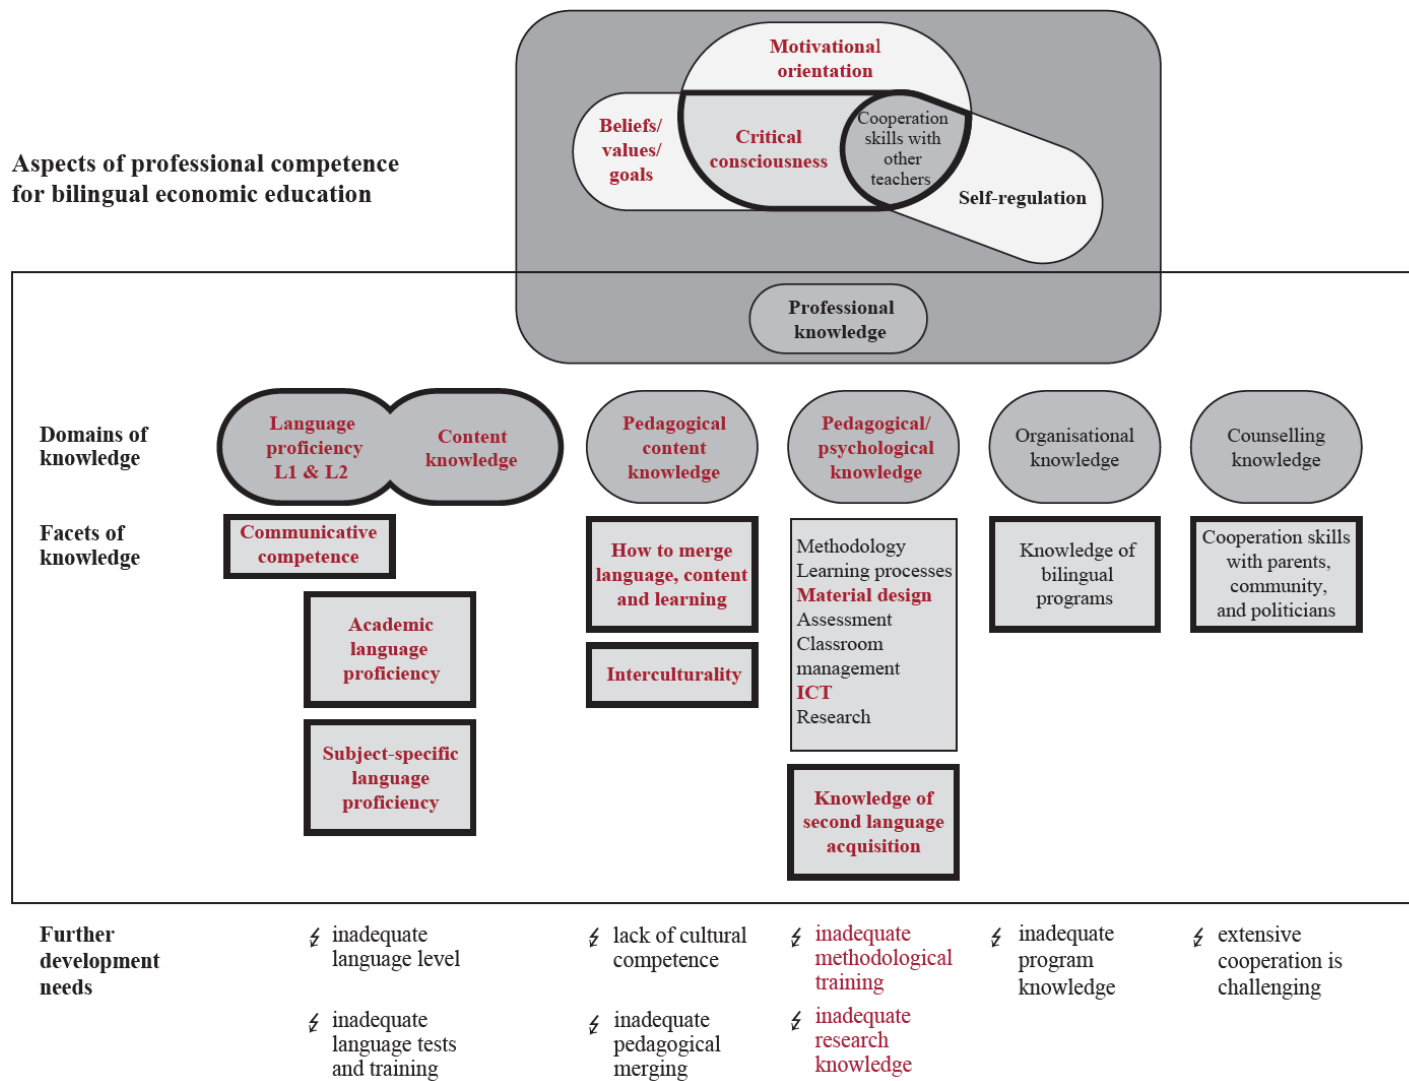 Motivational
orientation
Beliefs/
values/
goals
Critical
consciousness
Cooperation
skills with
other
teachers
Self-regulation
Aspects of professional competence
for bilingual economic education
Professional
knowledge
Domains of
knowledge
Language
proficiency
L1 & L2
Content
knowledge
Pedagogical
content
knowledge
Pedagogical/
psychological
knowledge
Organisational
knowledge
Counselling
knowledge
Facets of
knowledge
Communicative
competence
Academic
language
proficiency
Subject-specific
language
proficiency
How to merge
language, content
and learning
Interculturality
Methodology
Learning processes
Material design
Assessment
Classroom
management
ICT
Research
Knowledge of
second language
acquisition
Knowledge of
bilingual
programs
Cooperation skills
with parents,
community,
and politicians
Further
development
needs
inadequate
language level
inadequate
language tests
and training
lack of cultural
competence
inadequate
pedagogical
merging
inadequate
methodological
training
inadequate
research
knowledge
inadequate
program
knowledge
extensive
cooperation is
challenging